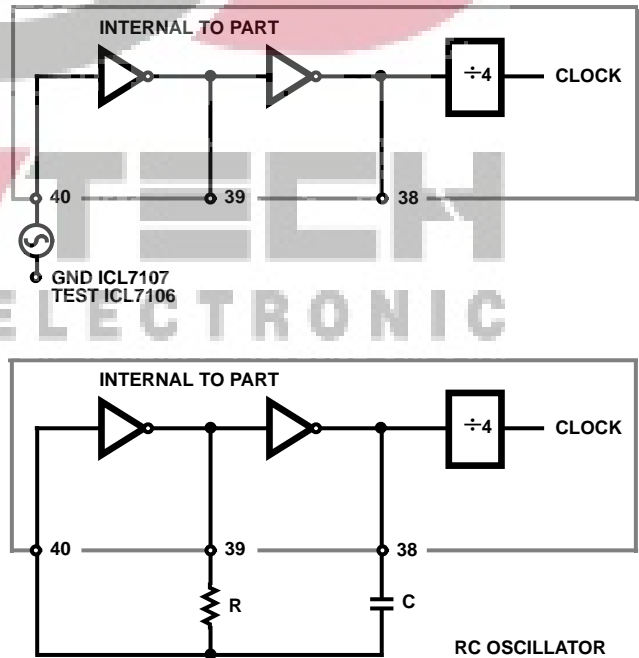 INTERNAL TO PART
÷4
CLOCK
40
39
38
GND ICL7107
TEST ICL7106
TECH
ELECTRONIC
INTERNAL TO PART
÷4
CLOCK
40
39
38
R
C
RC OSCILLATOR